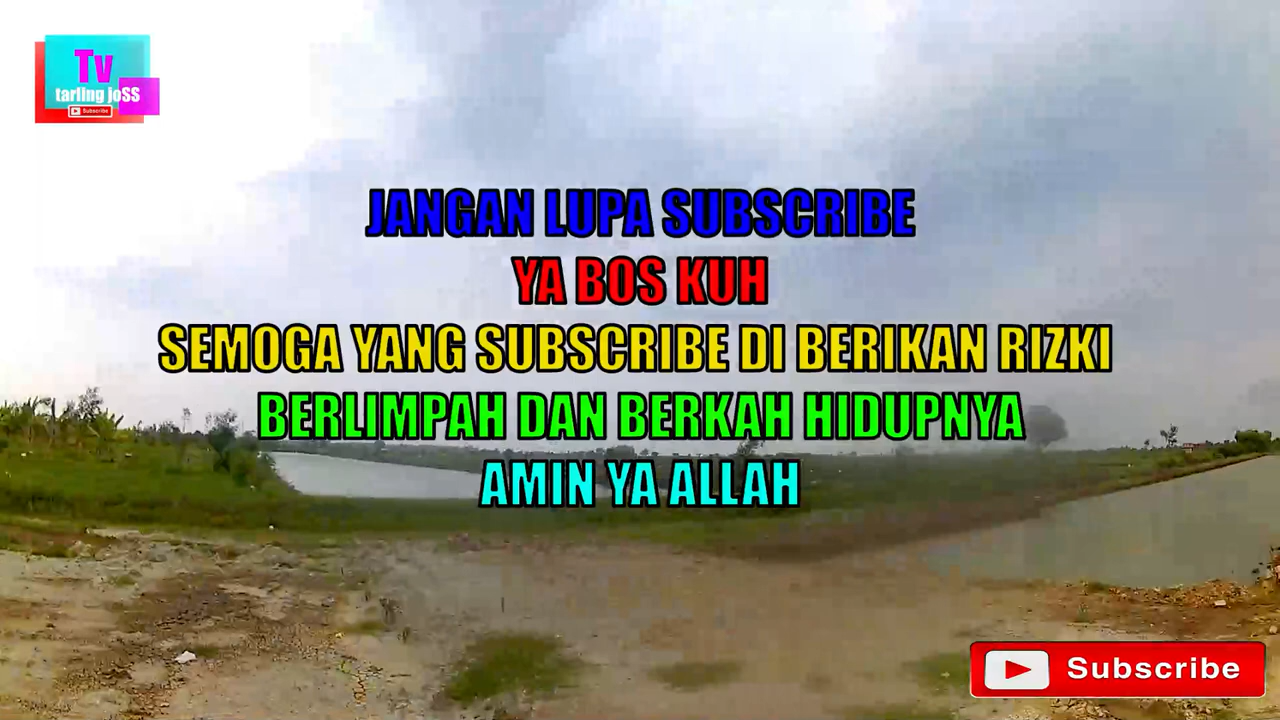 Tv
tarling joSS
Subscribe
JANGAN LUPA SUBSCRIBE
YA BOS KUH
SEMOGA YANG SUBSCRIBE DI BERIKAN RIZKI
BERLIMPAH DAN BERKAH HIDUPNYA
AMIN YA ALLAH
Subscribe